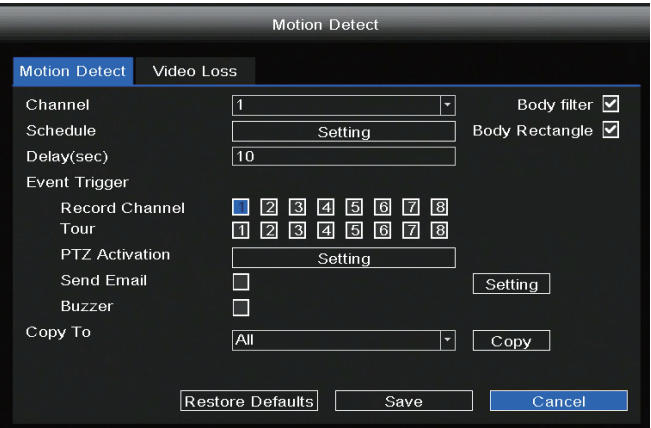 Motion Detect
Motion Detect Video Loss
Channel 1 Body filter
Schedule Setting Body Rectangle
Delay(sec) 10
Event Trigger
Record Channel 1 2 3 4 5 6 7 8
Tour 1 2 3 4 5 6 7 8
PTZ Activation Setting
Send Email Setting
Buzzer
Copy To All Copy
Restore Defaults Save Cancel